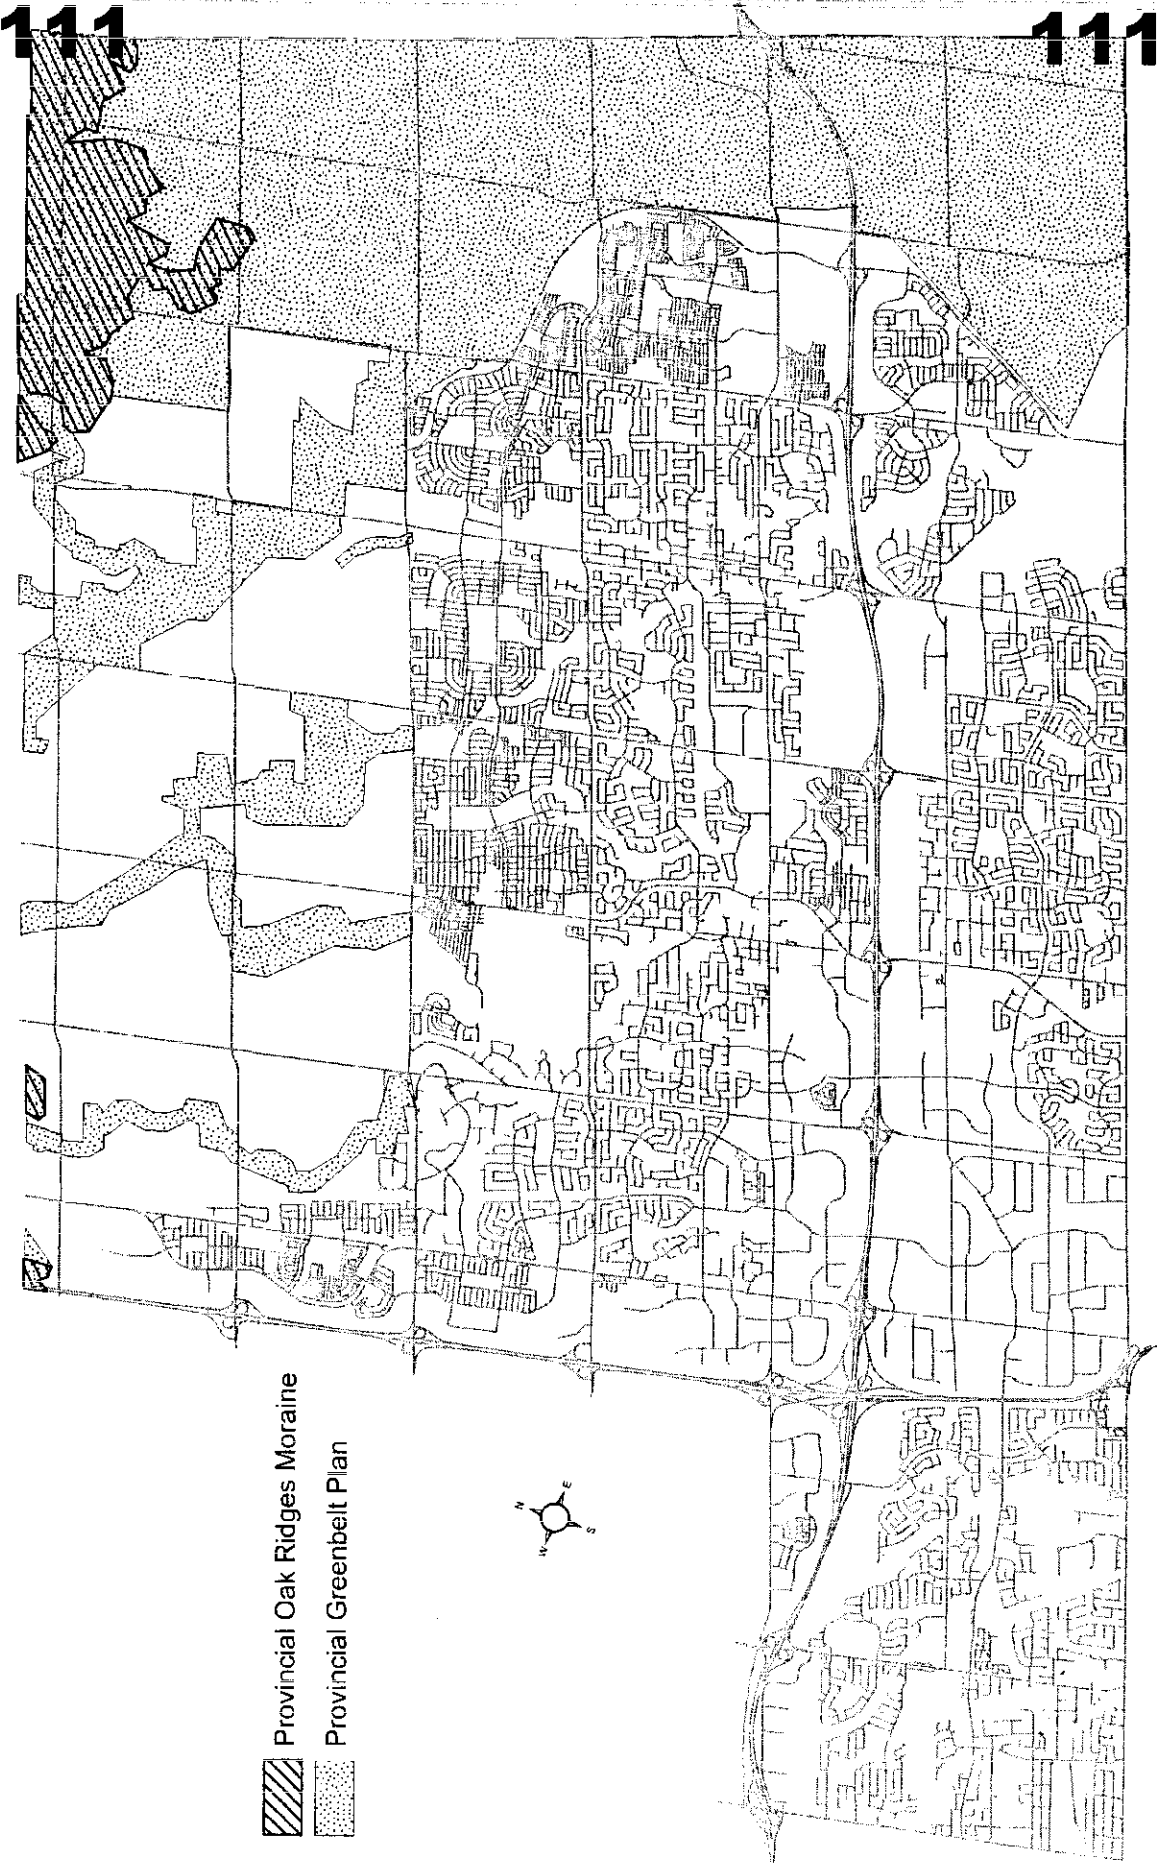 111
111
Provincial Oak Ridges Moraine
Provincial Greenbelt Plan
N
E
W
S